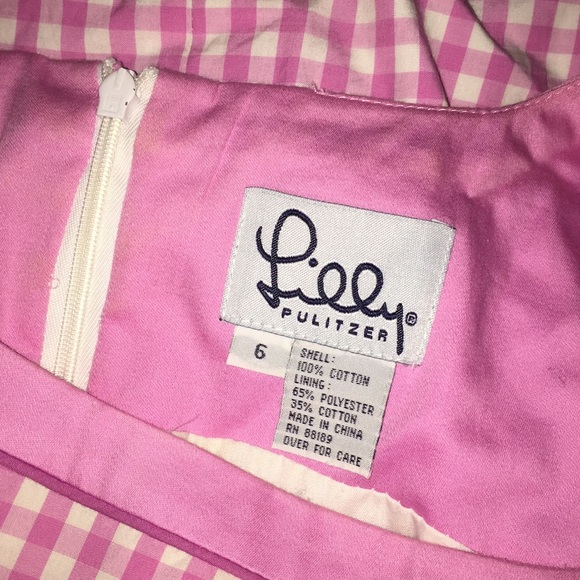 Lilly®
PULITZER
6
SHELL:
100% COTTON
LINING:
65% POLYESTER
35% COTTON
MADE IN CHINA
RN 88189
OVER FOR CARE